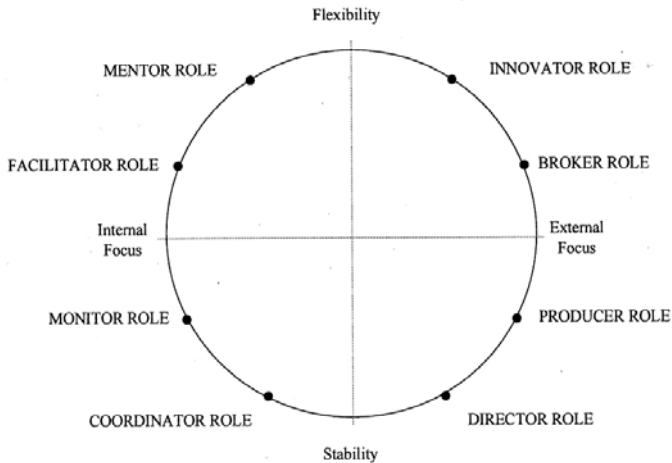 Flexibility
MENTOR ROLE
INNOVATOR ROLE
FACILITATOR ROLE
BROKER ROLE
Internal
Focus
External
Focus
MONITOR ROLE
PRODUCER ROLE
COORDINATOR ROLE
DIRECTOR ROLE
Stability